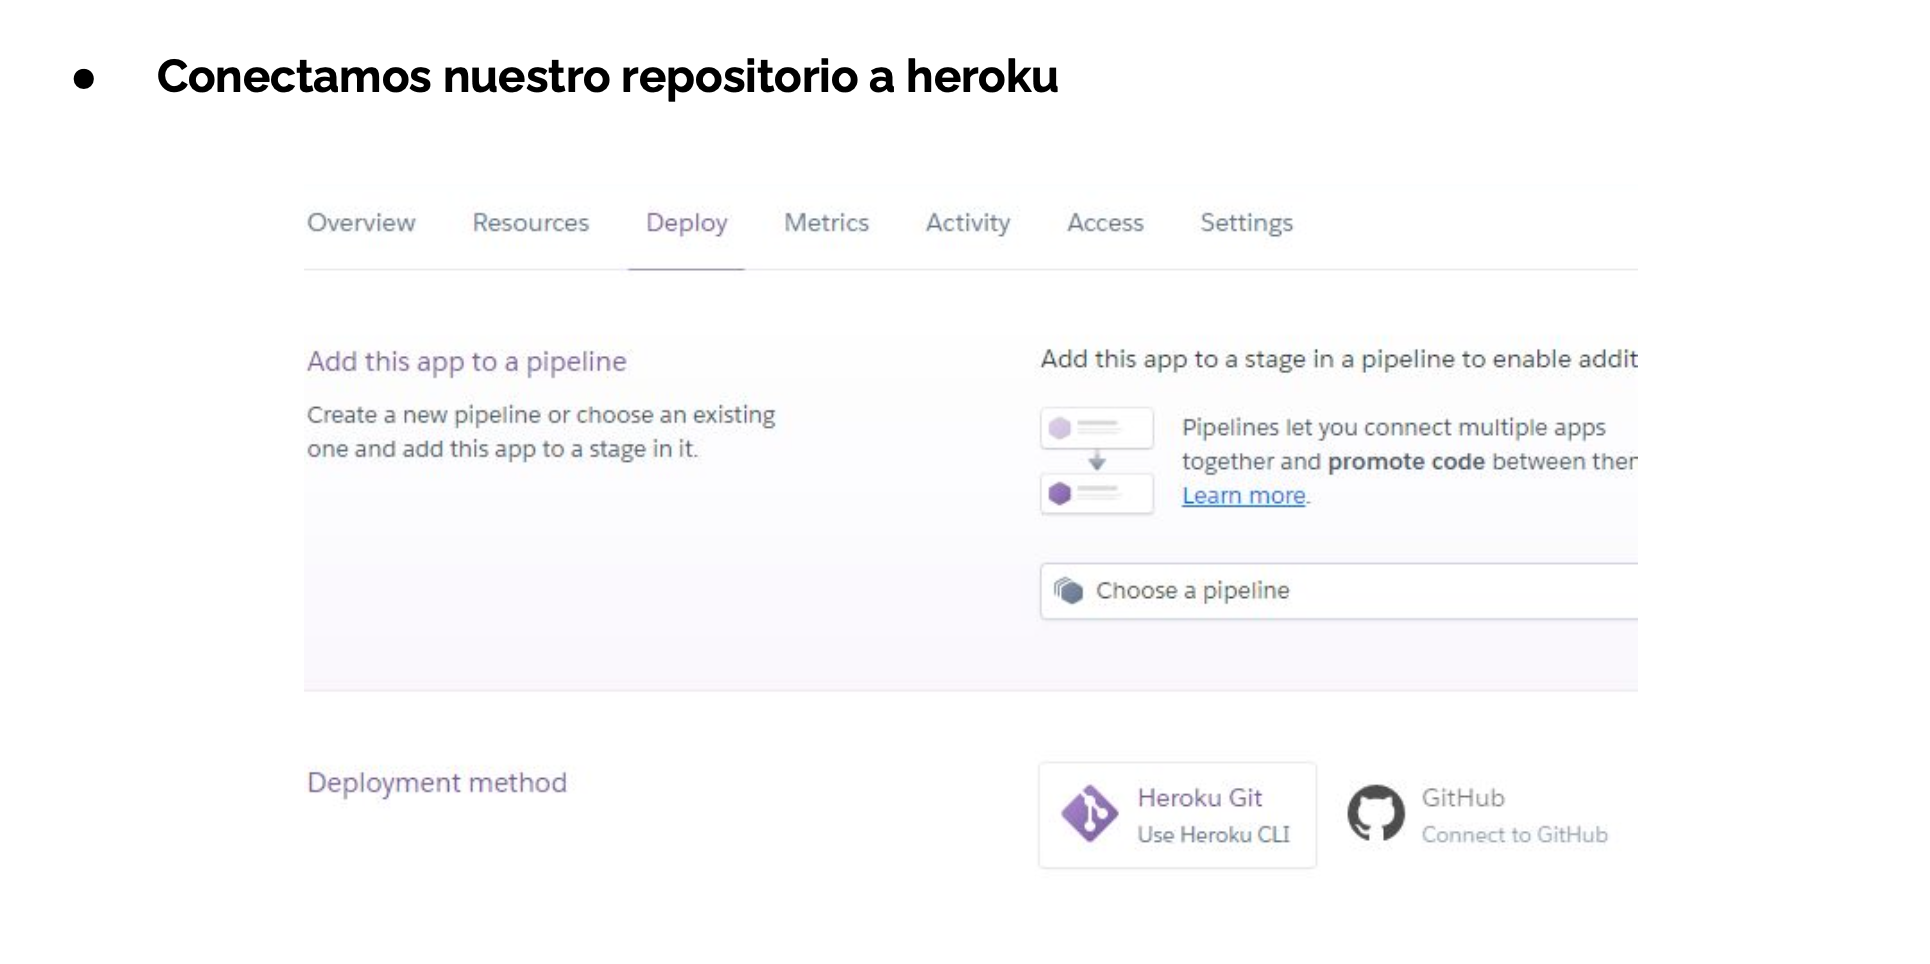 ● Conectamos nuestro repositorio a heroku
Overview Resources Deploy Metrics Activity Access Settings
Add this app to a pipeline
Create a new pipeline or choose an existing
one and add this app to a stage in it.
Add this app to a stage in a pipeline to enable addit
Pipelines let you connect multiple apps
together and promote code between
Learn more.
Choose a pipeline
Deployment method
Heroku Git
Use Heroku CLI
GitHub
Connect to GitHub